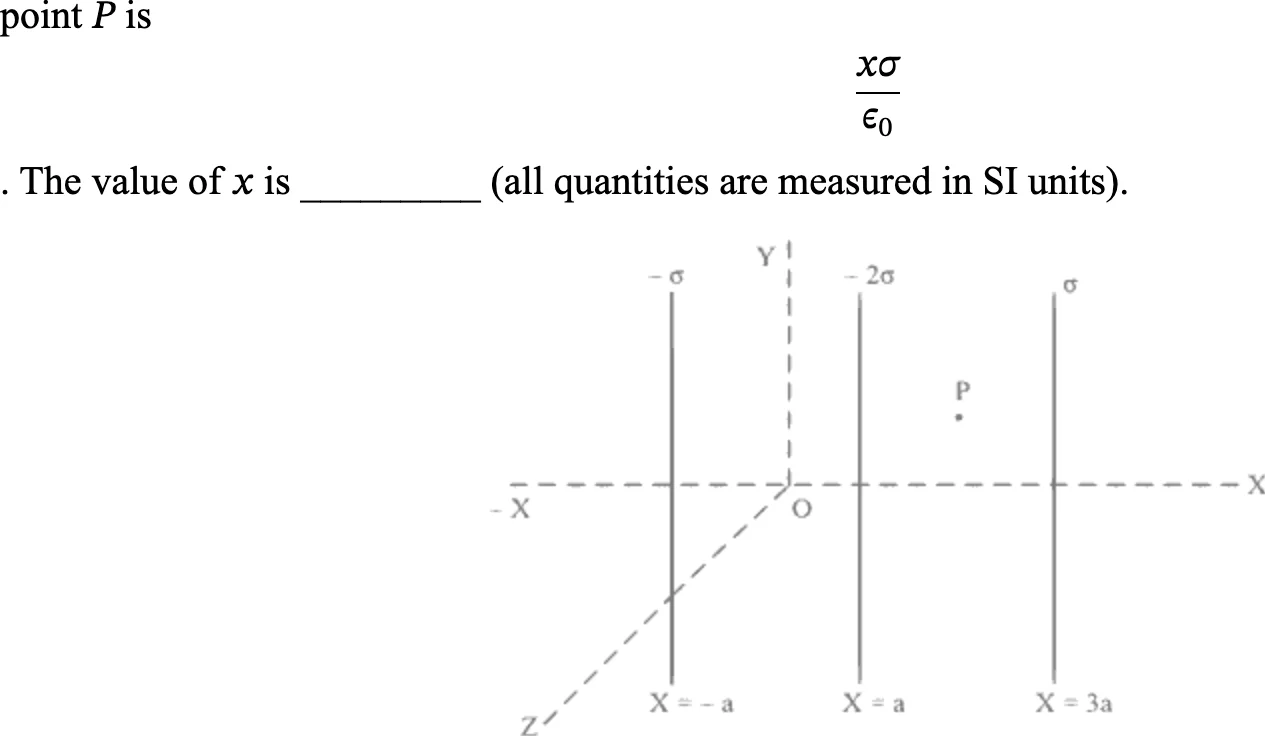 point P is
xσ
ϵ0
. The value of x is _________ (all quantities are measured in SI units).
Y
- σ
- 2σ
σ
P
- X
O
X
X = - a
X = a
X = 3a
Z